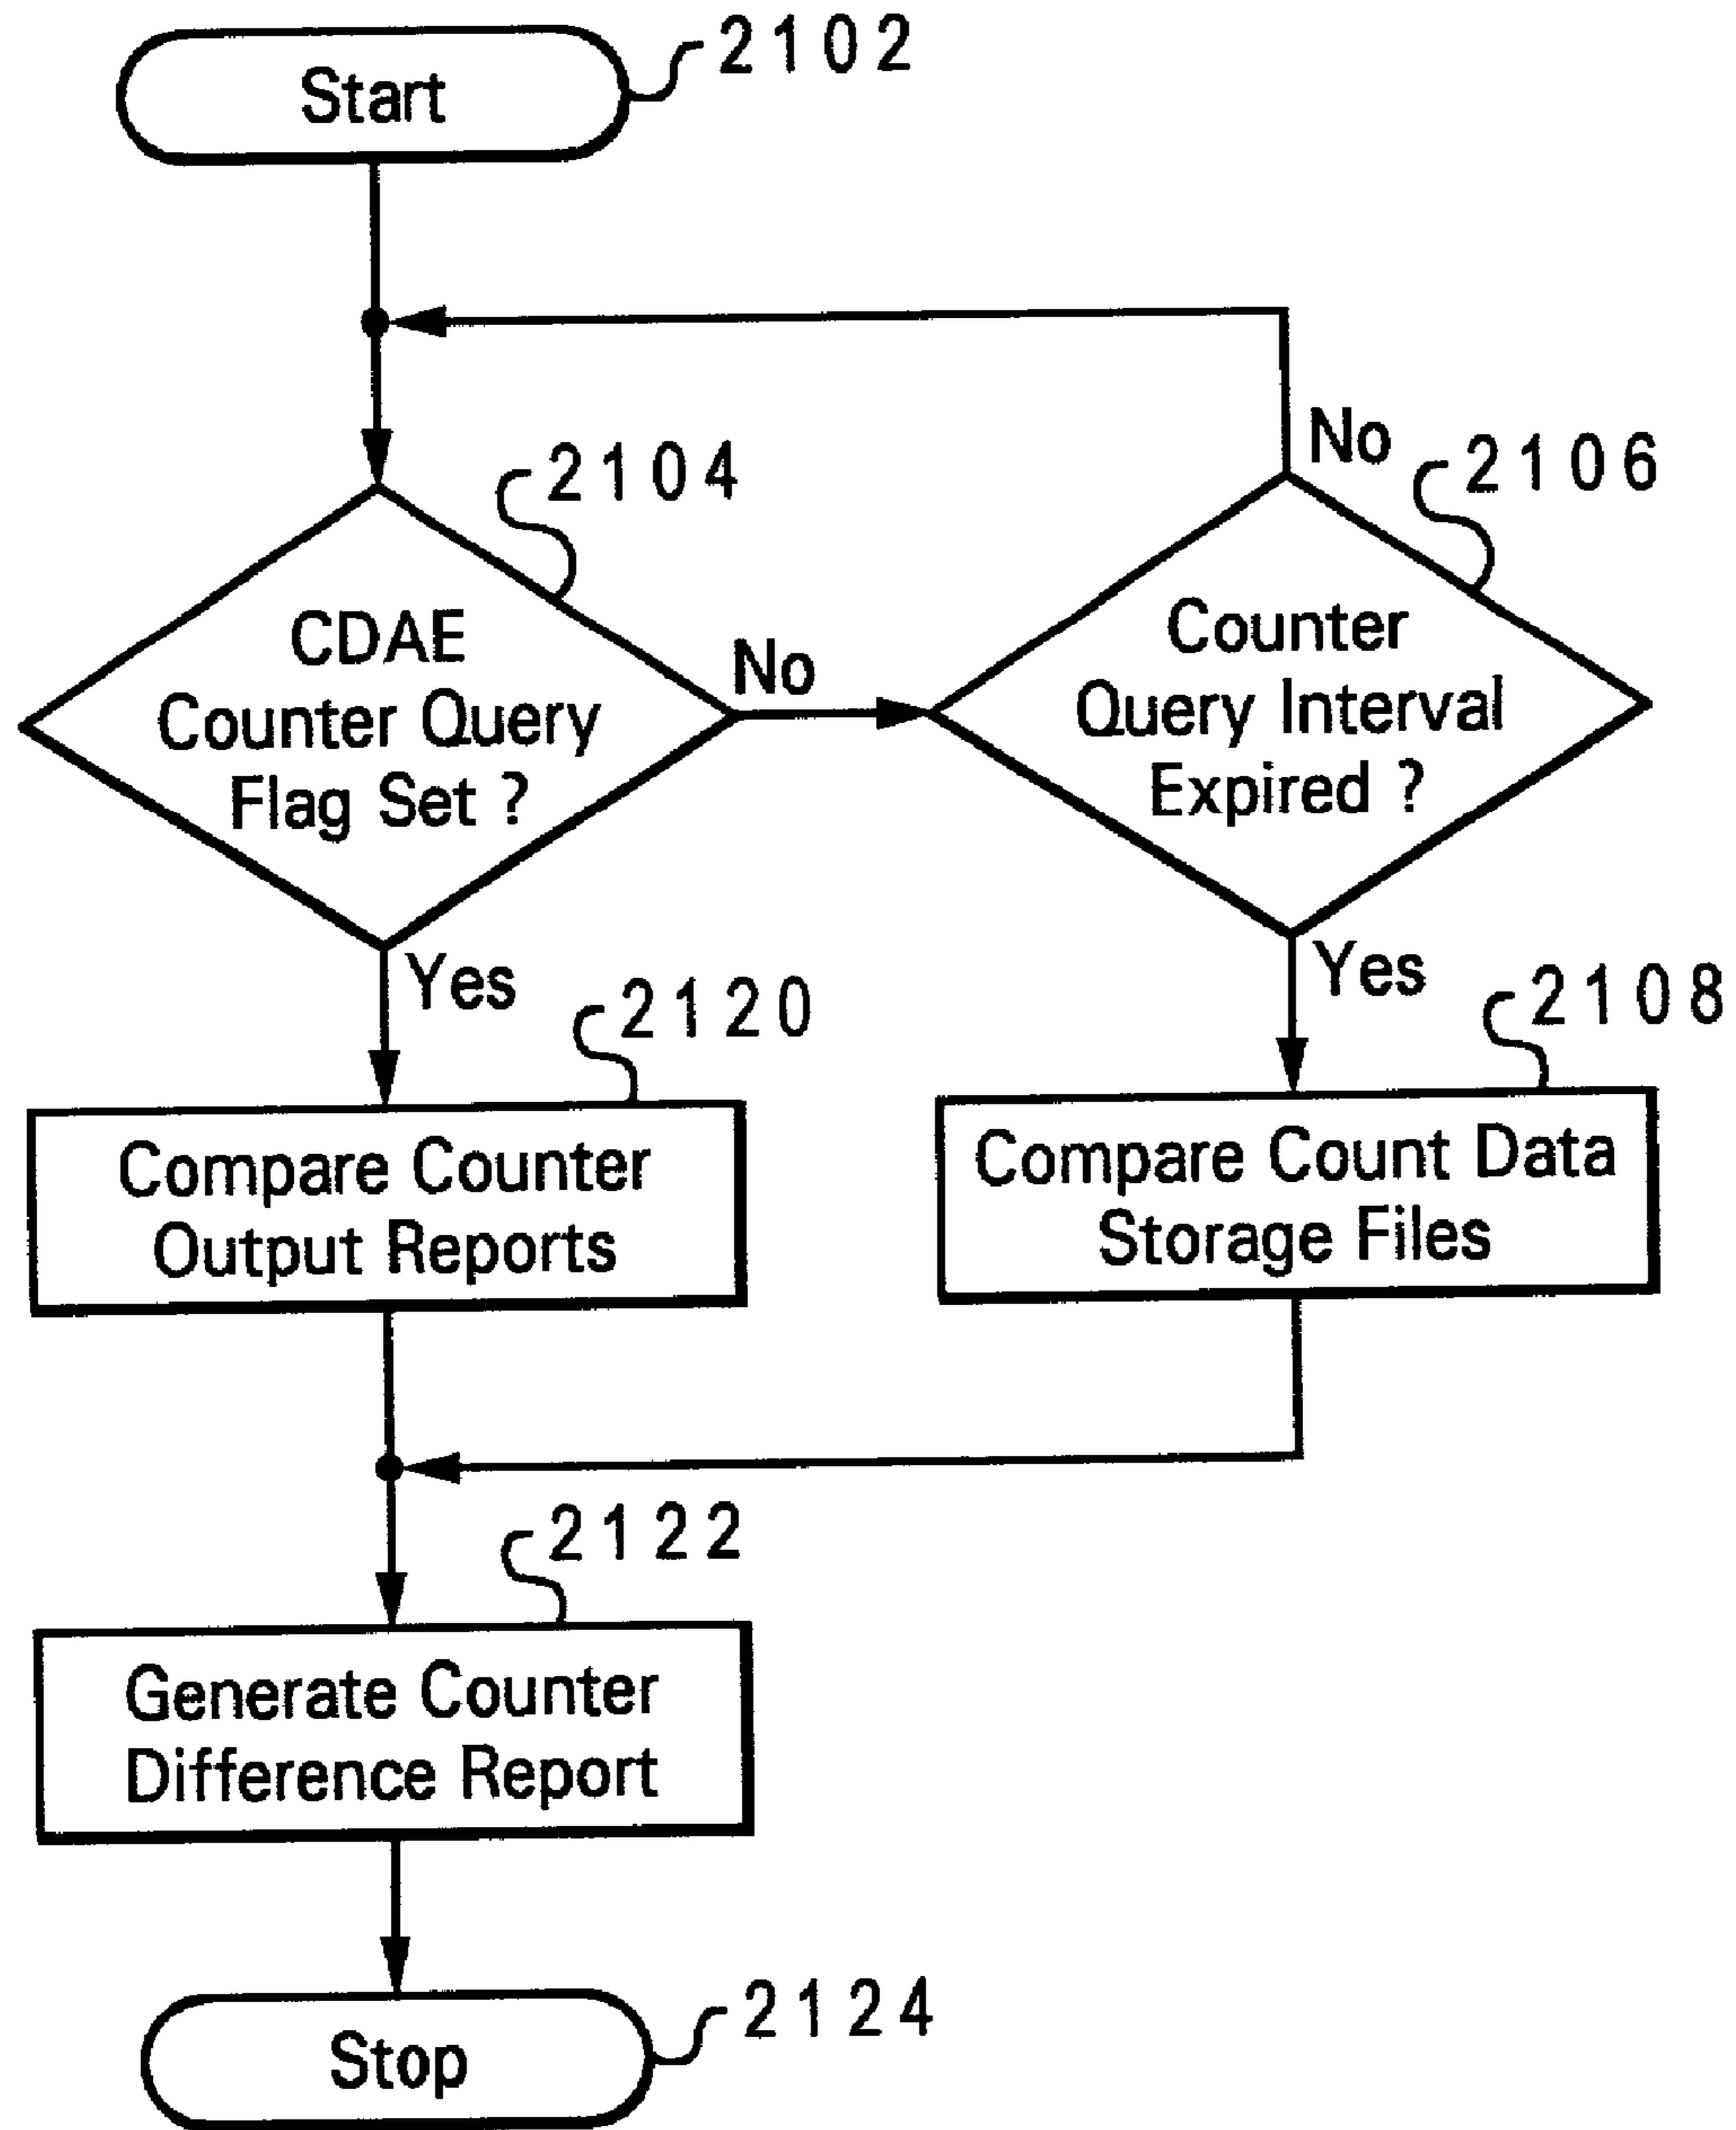 Start
2102
No
2104
2106
CDAE
Counter Query
Flag Set ?
No
Counter
Query Interval
Expired ?
Yes
2120
Yes
2108
Compare Counter
Output Reports
Compare Count Data
Storage Files
2122
Generate Counter
Difference Report
Stop
2124